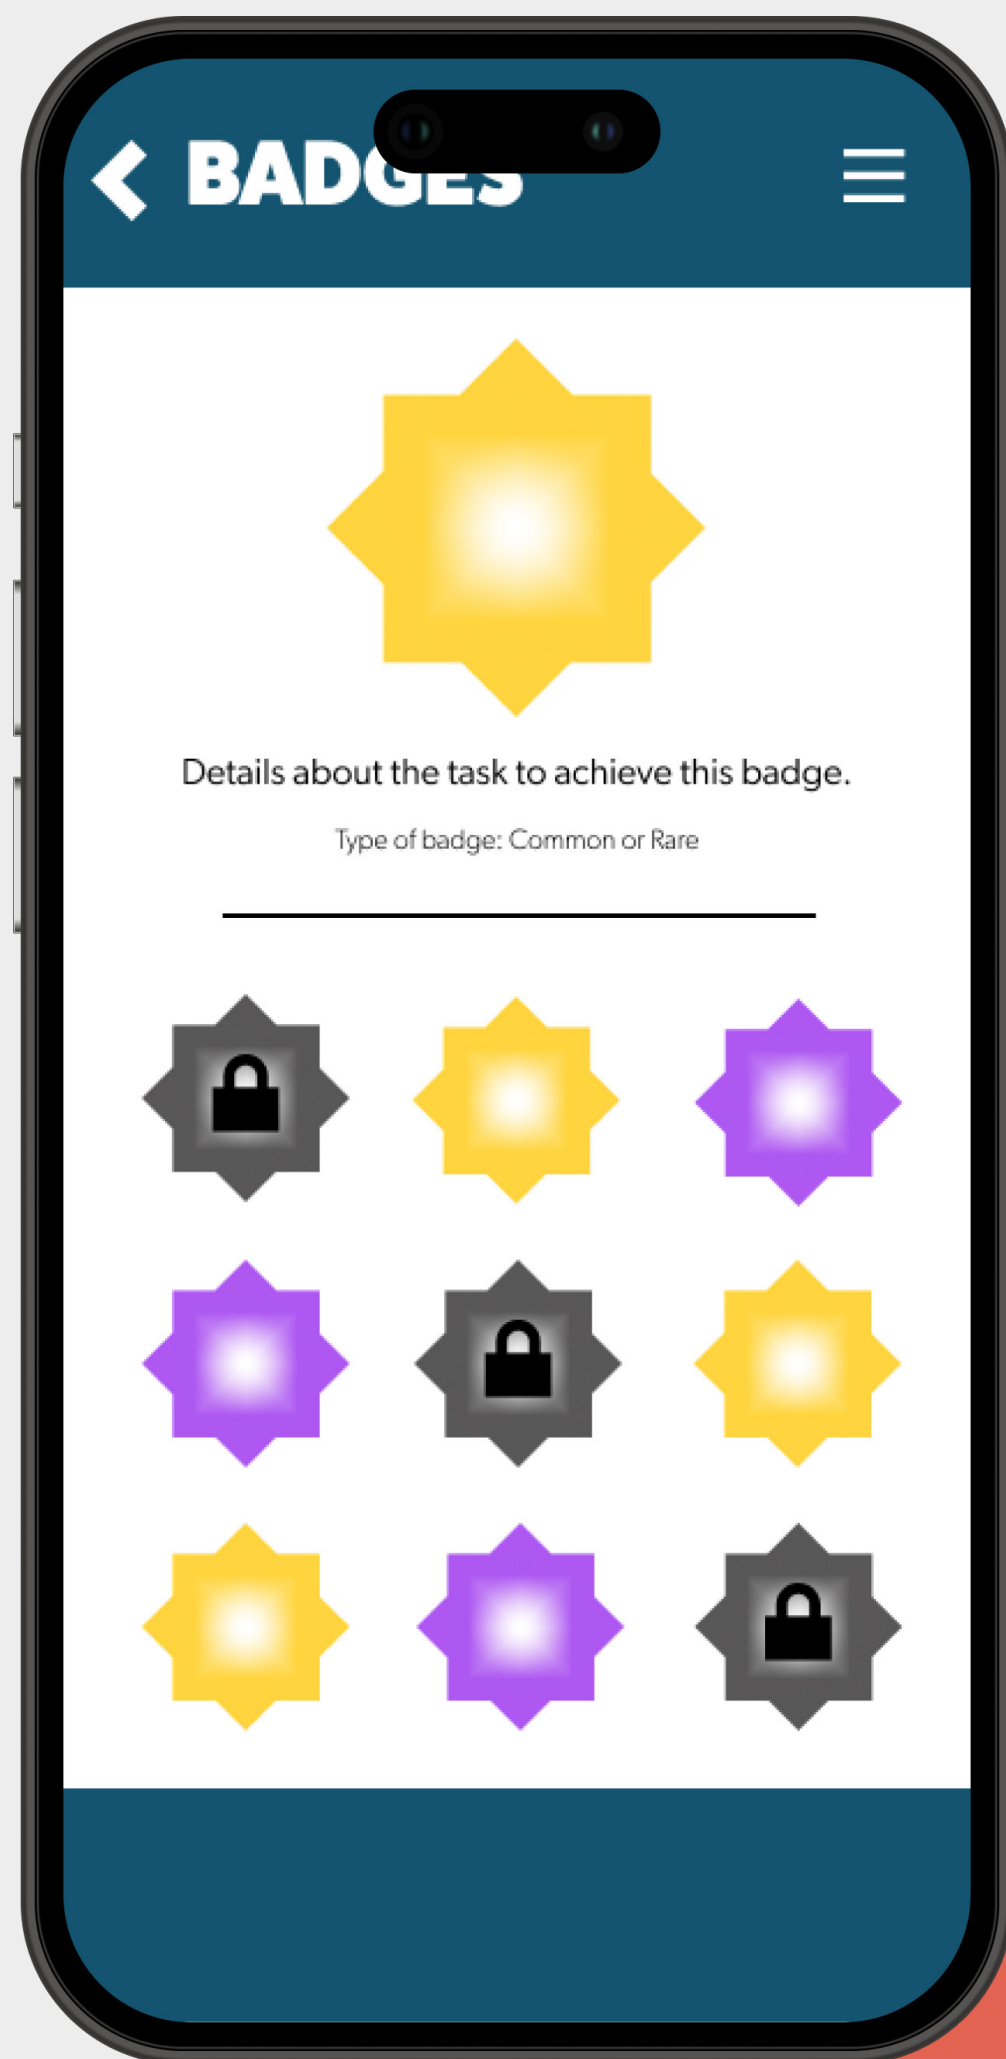 BADGES
Details about the task to achieve this badge.
Type of badge: Common or Rare